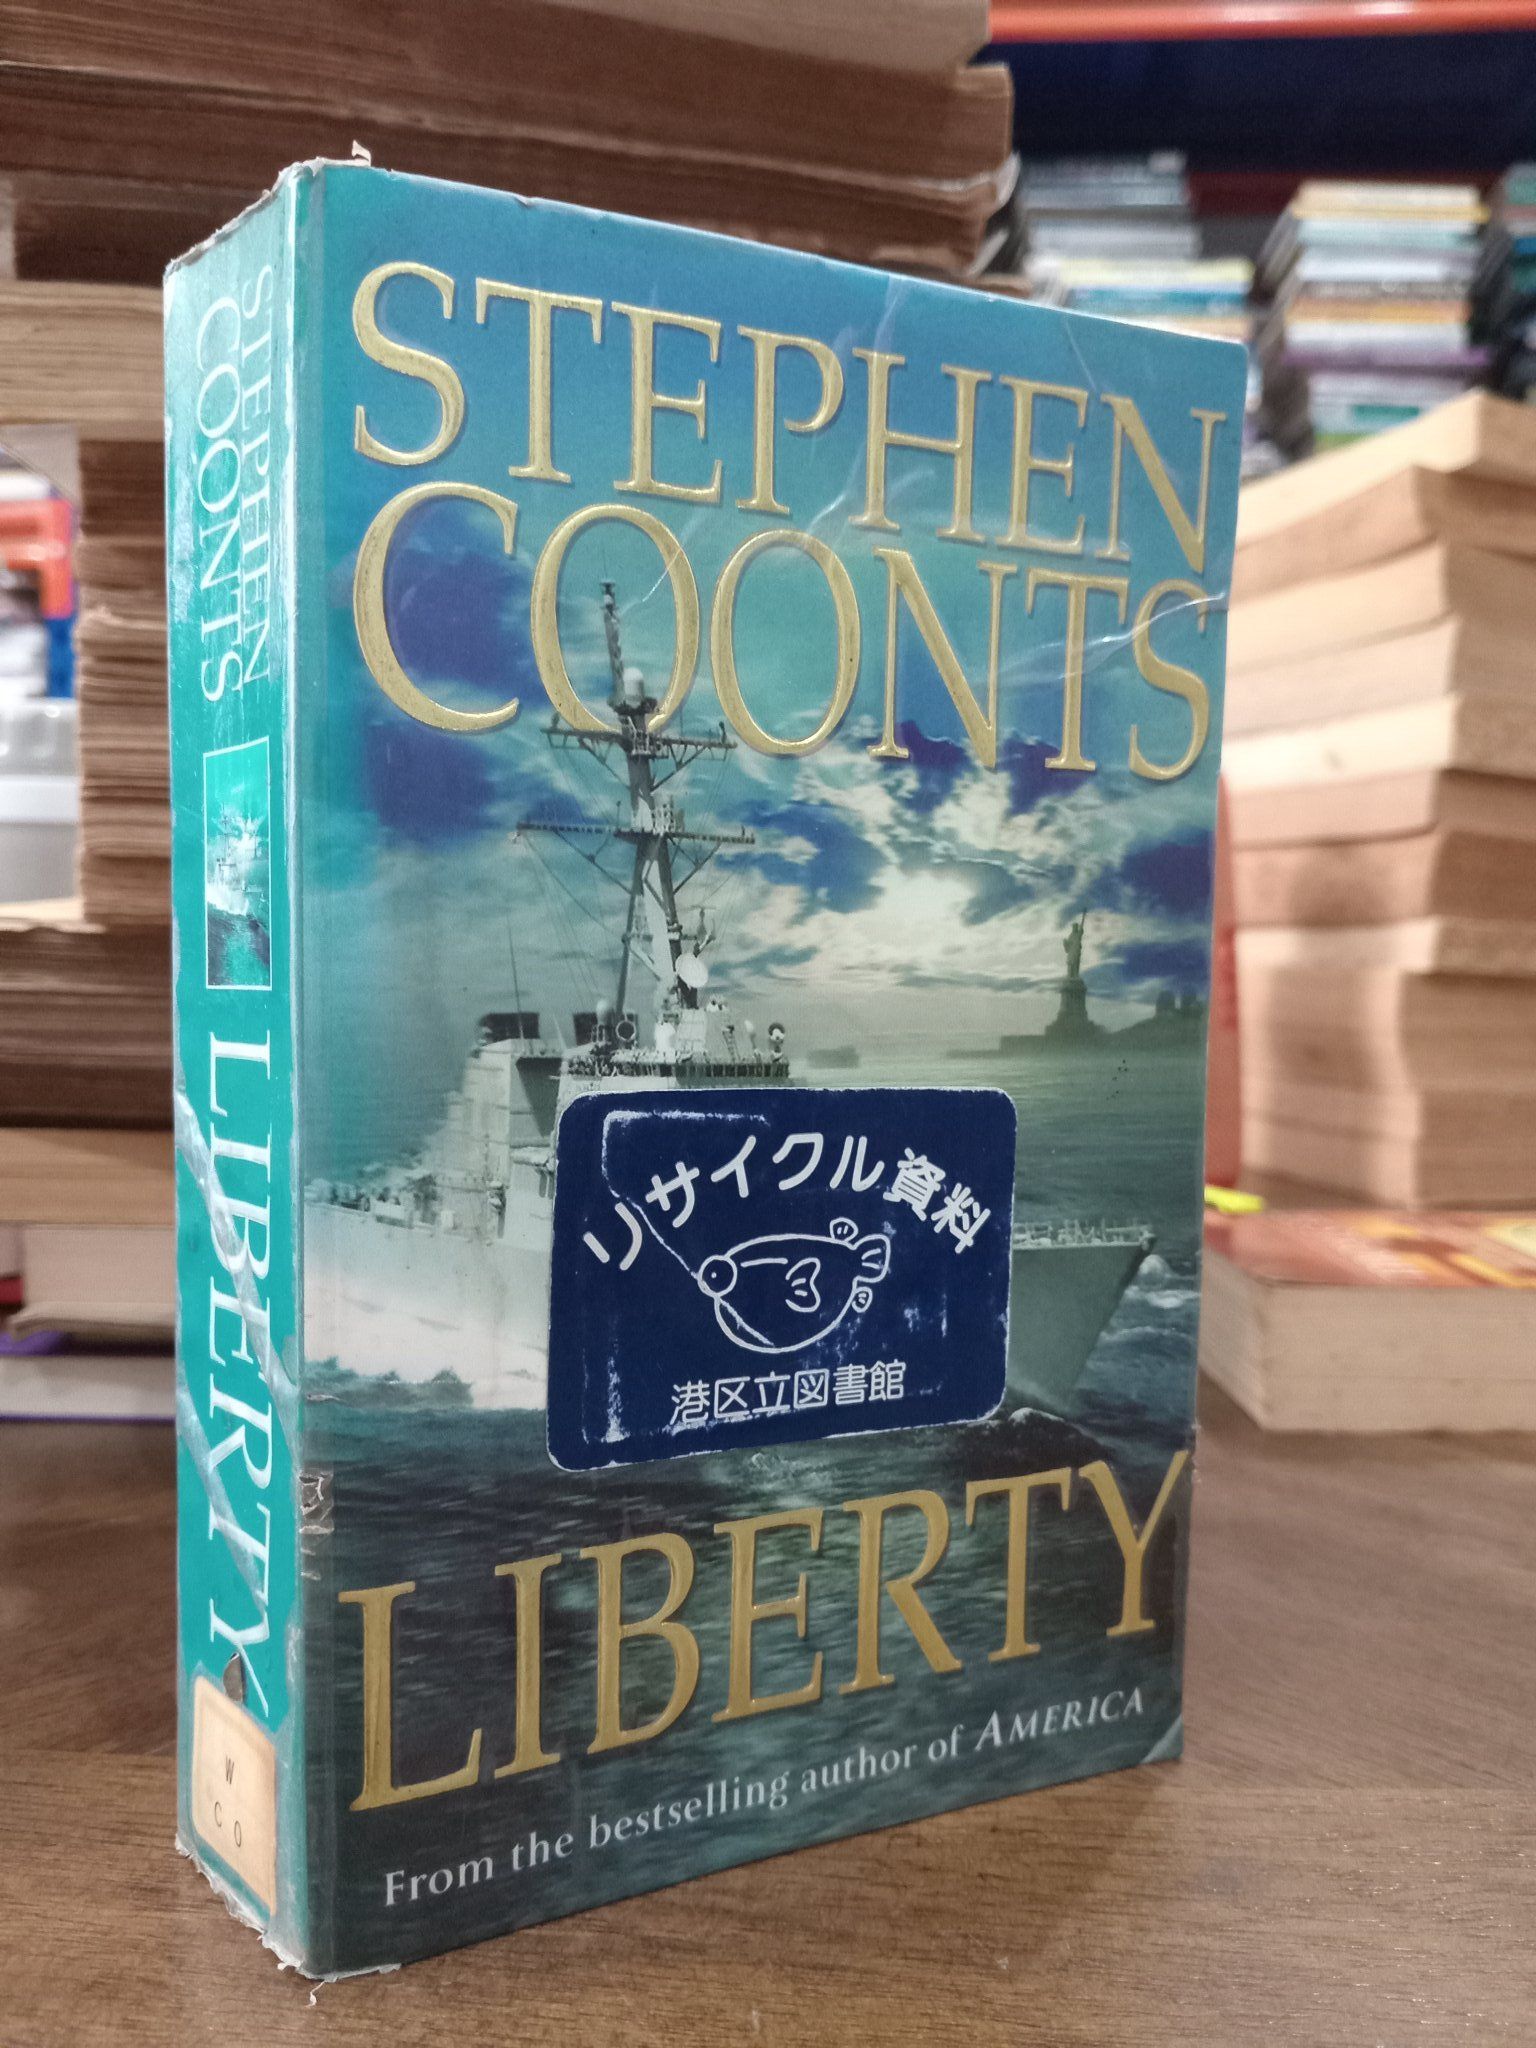 STEPHEN
COONTS
LIBERTY
W
C O
STEPHEN
COONTS
リサイクル資料
港区立図書館
LIBERTY
From the bestselling author of AMERICA